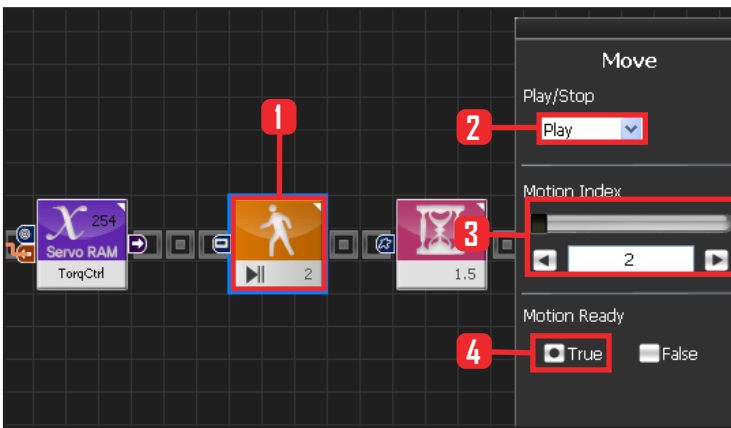 254
Servo RAM
TorqCtrl
1
2
1.5
Move
Play/Stop
2
Play
Motion Index
3
2
Motion Ready
4
True
False